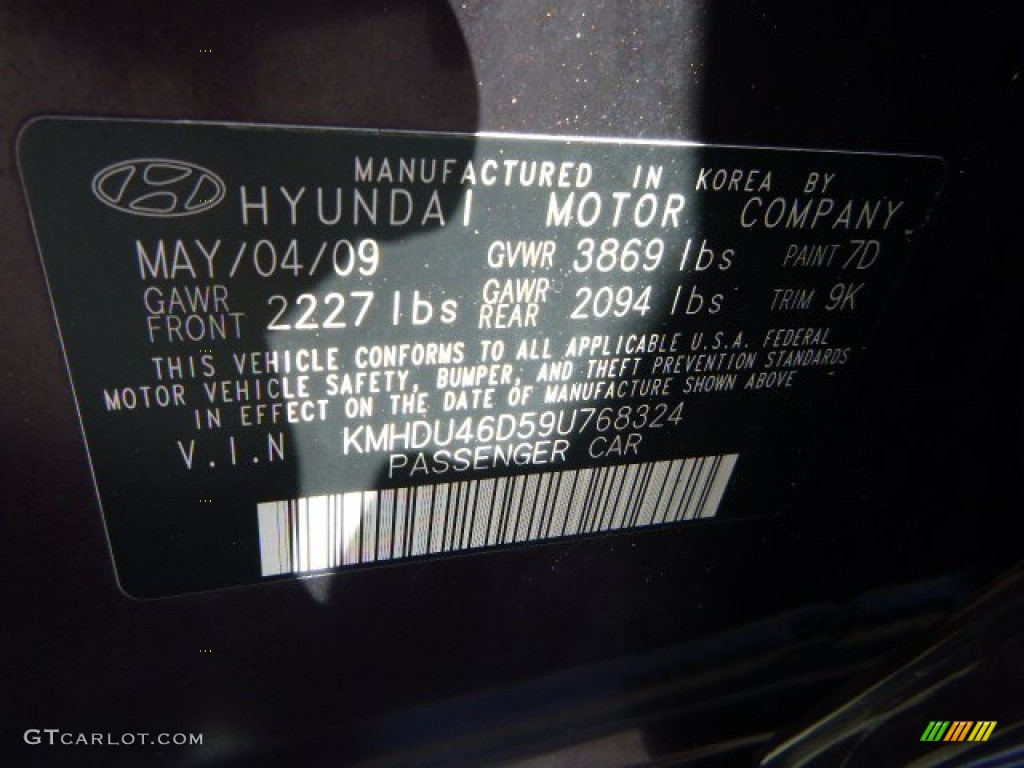 MANUFACTURED IN KOREA BY
HYUNDAI MOTOR COMPANY
MAY/04/09 GVWR 3869 lbs PAINT 7D
GAWR FRONT 2227 lbs GAWR REAR 2094 lbs TRIM 9K
THIS VEHICLE CONFORMS TO ALL APPLICABLE U.S.A. FEDERAL
MOTOR VEHICLE SAFETY, BUMPER, AND THEFT PREVENTION STANDARDS
IN EFFECT ON THE DATE OF MANUFACTURE SHOWN ABOVE
V.I.N KMHDU46D59U768324
PASSENGER CAR
GTCARLOT.COM